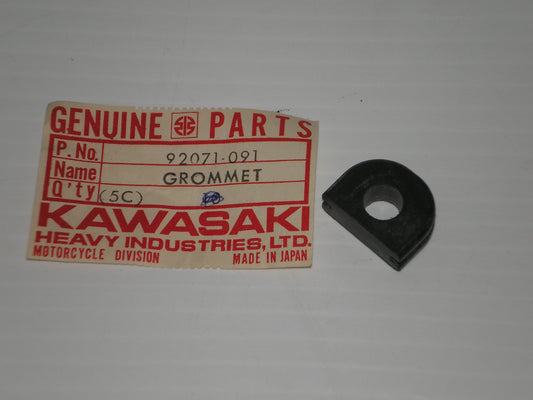 GENUINE PARTS
P. No. 92071-091
Name GROMMET
Q'ty (5C)
KAWASAKI
HEAVY INDUSTRIES, LTD.
MOTORCYCLE DIVISION MADE IN JAPAN